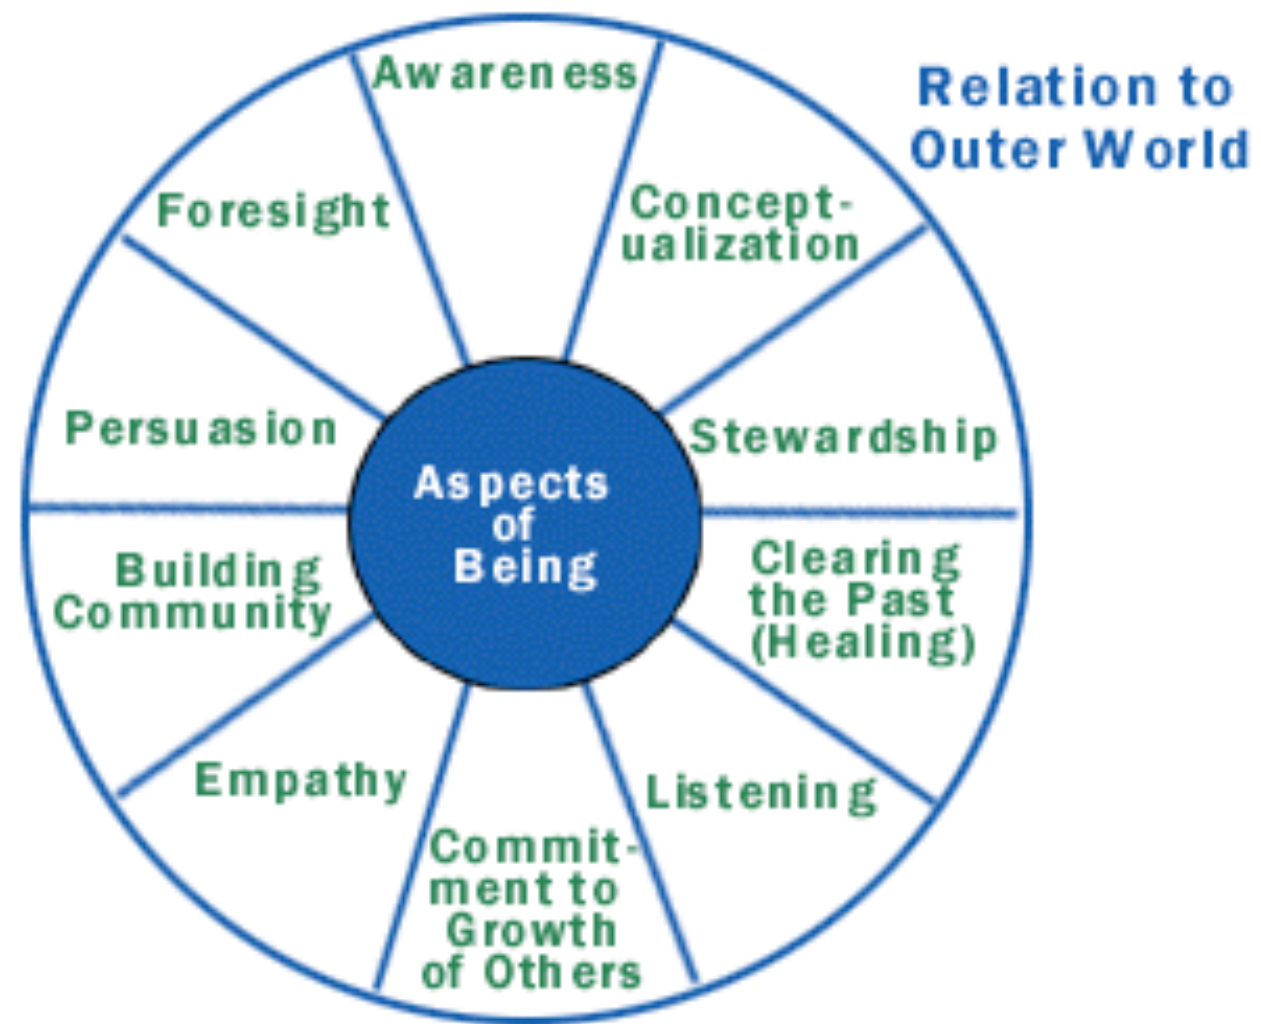 Awareness
Relation to
Outer World
Foresight
Concept-
ualization
Persuasion
Stewardship
Aspects
of
Being
Building
Community
Clearing
the Past
(Healing)
Empathy
Listening
Commit-
ment to
Growth
of Others